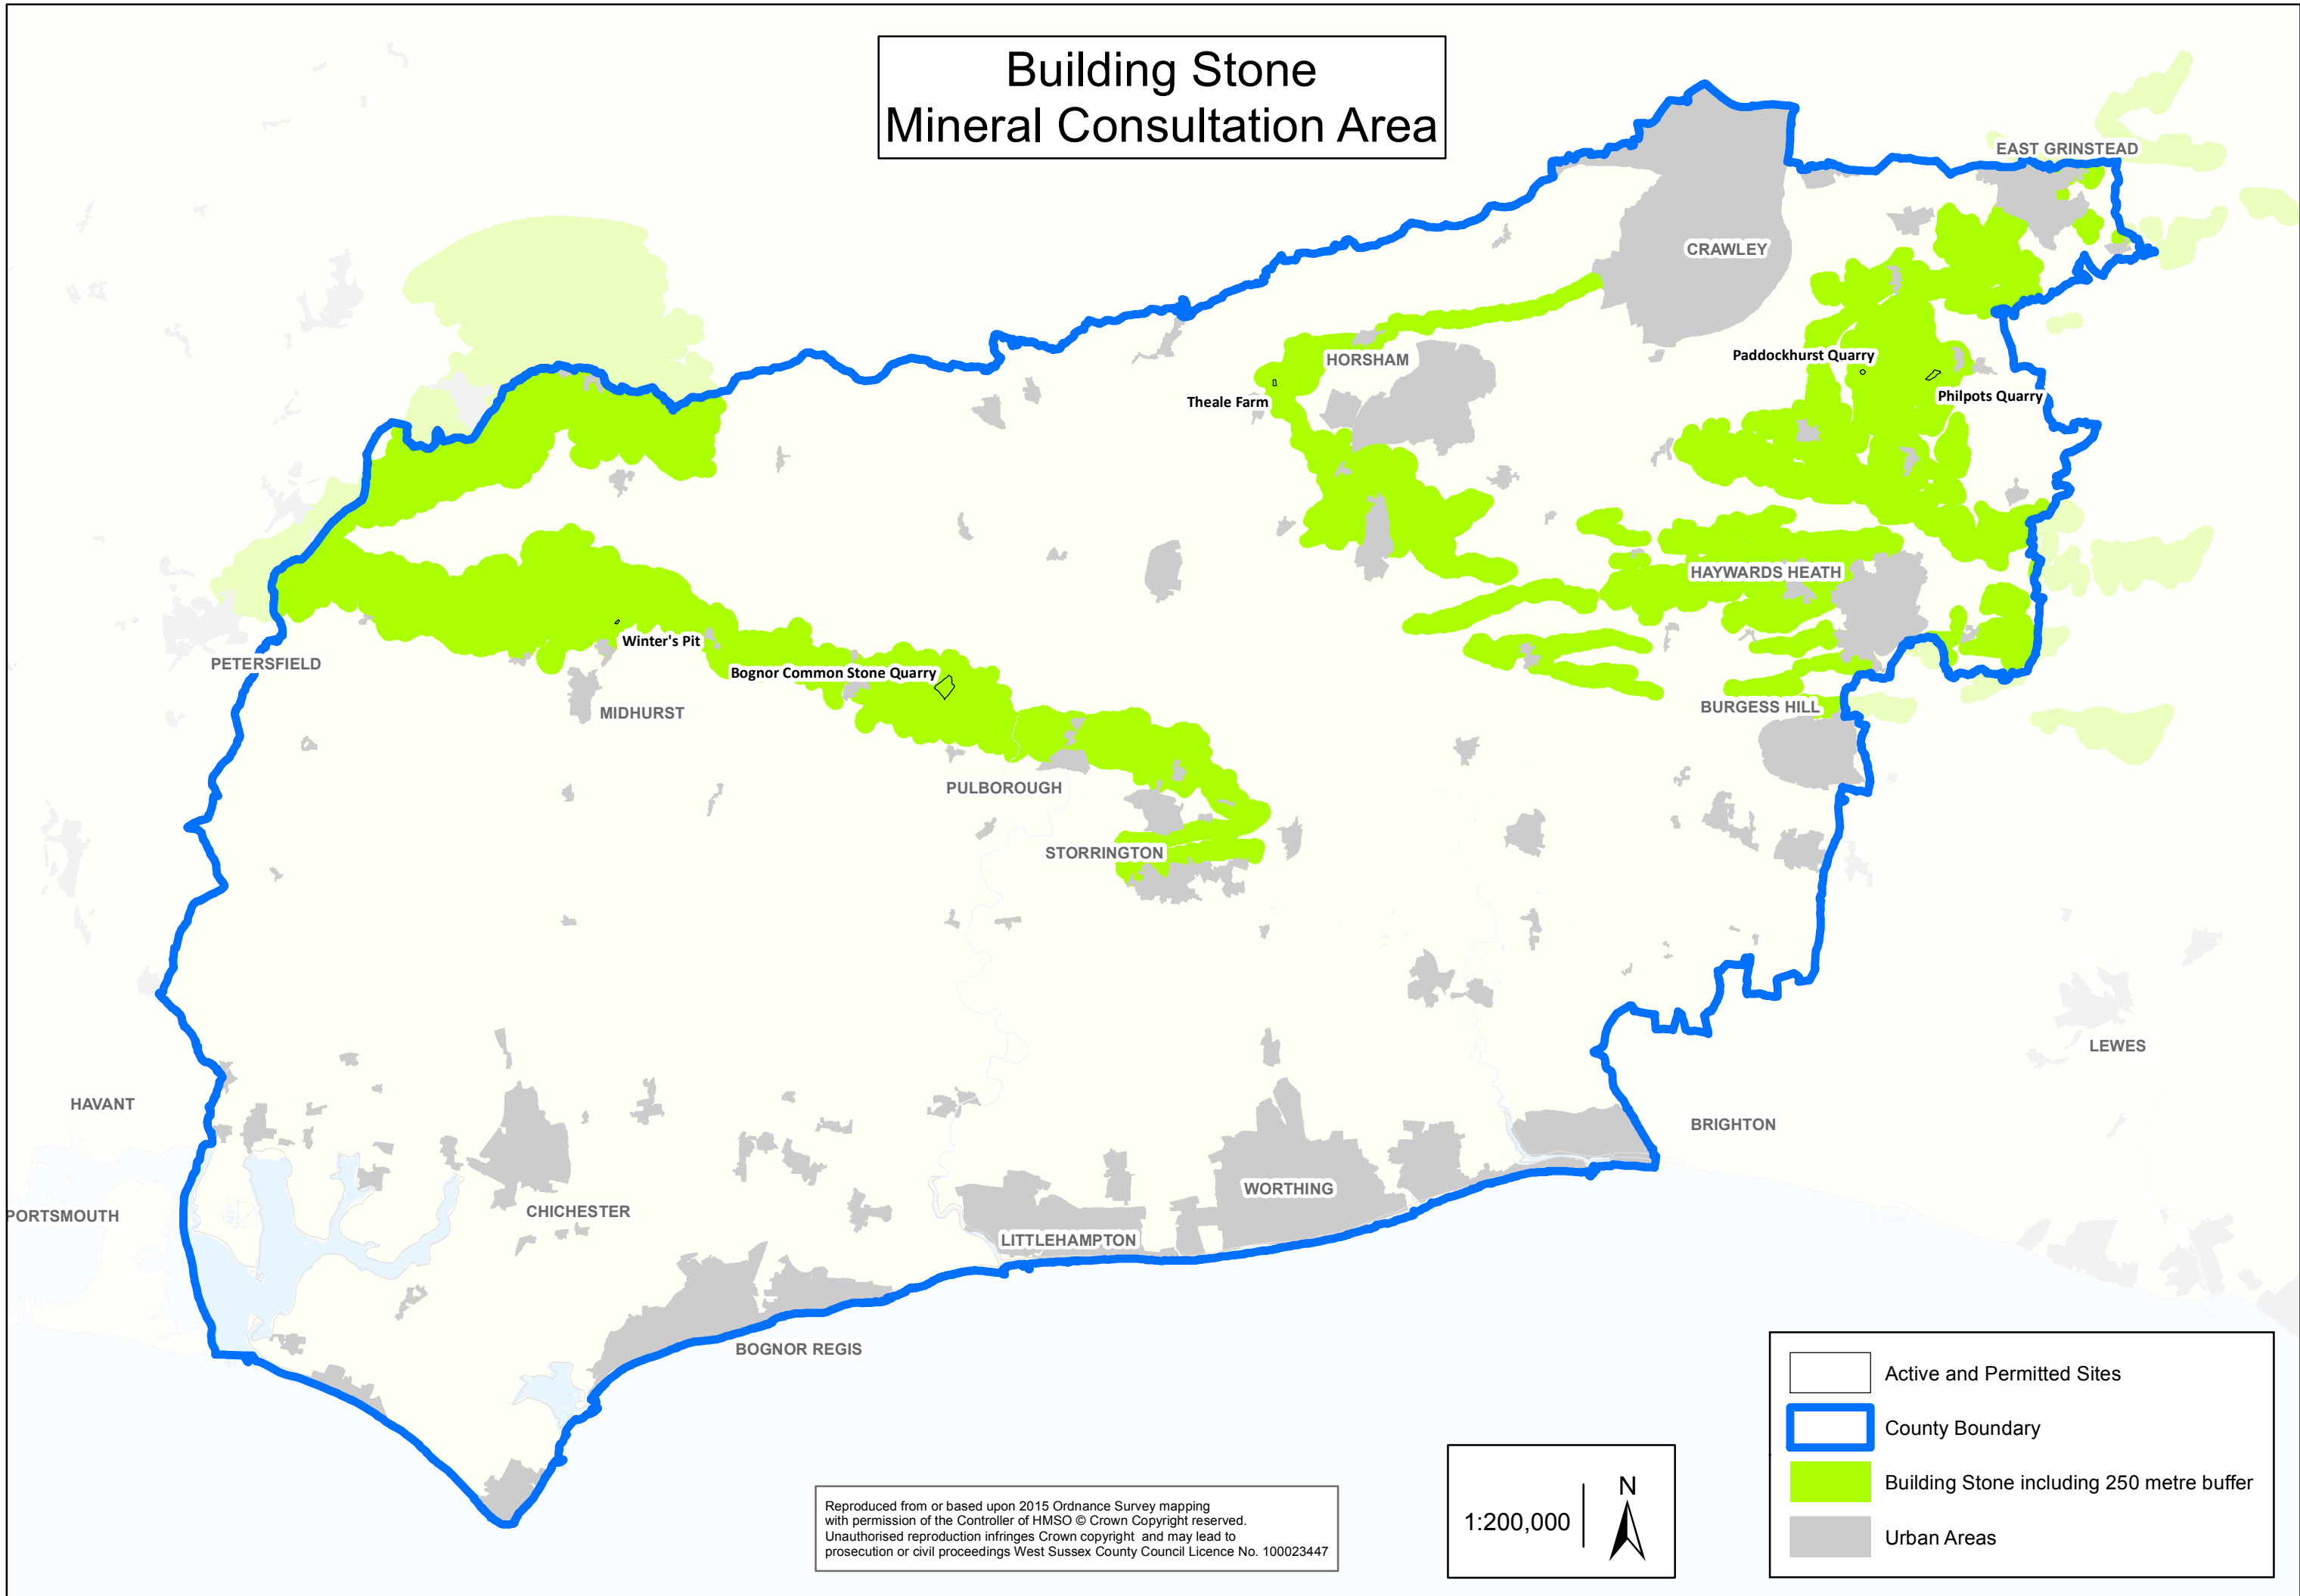 Building Stone
Mineral Consultation Area
EAST GRINSTEAD
CRAWLEY
HORSHAM
Paddockhurst Quarry
Theale Farm
Philpots Quarry
HAYWARDS HEATH
Winter's Pit
PETERSFIELD
Bognor Common Stone Quarry
MIDHURST
BURGESS HILL
PULBOROUGH
STORRINGTON
LEWES
HAVANT
BRIGHTON
WORTHING
CHICHESTER
PORTSMOUTH
LITTLEHAMPTON
BOGNOR REGIS
Active and Permitted Sites
County Boundary
Building Stone including 250 metre buffer
Urban Areas
1:200,000
N
Reproduced from or based upon 2015 Ordnance Survey mapping
with permission of the Controller of HMSO © Crown Copyright reserved.
Unauthorised reproduction infringes Crown copyright and may lead to
prosecution or civil proceedings West Sussex County Council Licence No. 100023447